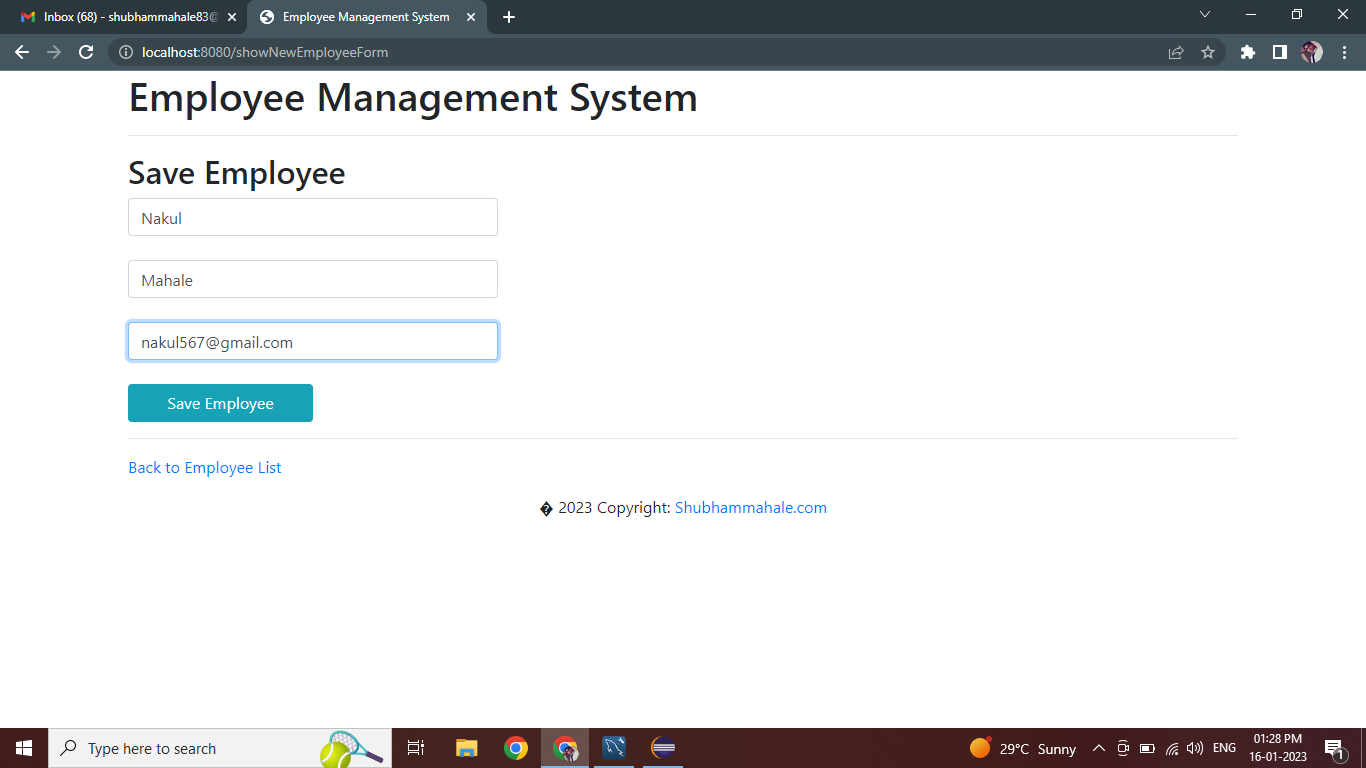 Inbox (68) - shubhammahale83@
Employee Management System
localhost:8080/showNewEmployeeForm
Employee Management System
Save Employee
Nakul
Mahale
nakul567@gmail.com
Save Employee
Back to Employee List
� 2023 Copyright: Shubhammahale.com
Type here to search
29°C Sunny
ENG
01:28 PM
16-01-2023
1